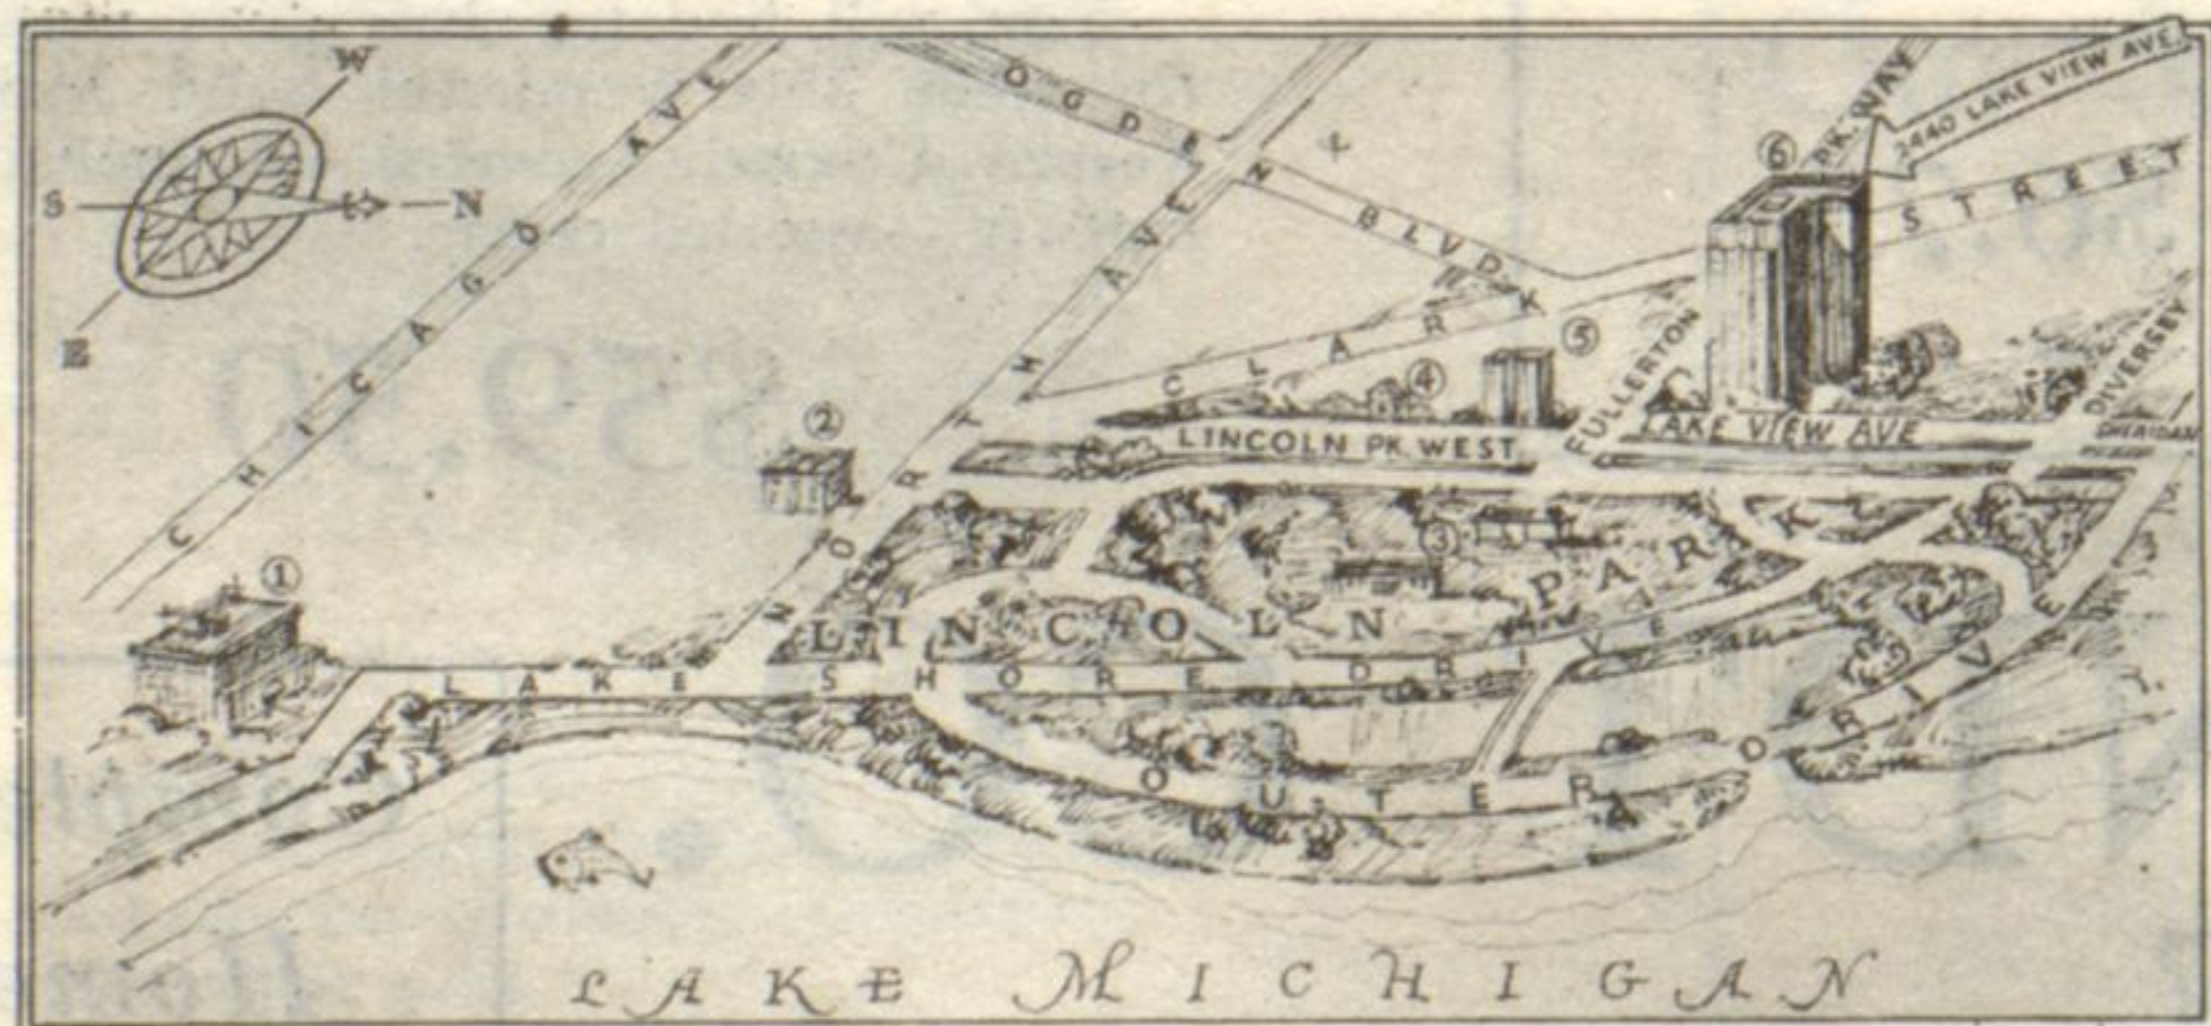 W
S
N
E
CHICAGO AVE
OGDEN BLVD.
NORTH AVE
CLARK STREET
PK.WAY
2440 LAKE VIEW AVE.
①
②
③
④
⑤
⑥
FULLERTON
DIVERSEY
SHERIDAN
LINCOLN PK. WEST
LAKE VIEW AVE
LINCOLN PARK
LAKE SHORE DRIVE
OUTER DRIVE
LAKE MICHIGAN